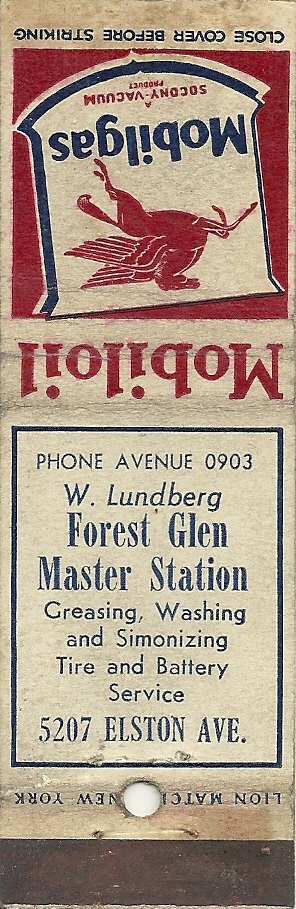 CLOSE COVER BEFORE STRIKING
A
SOCONY-VACUUM
PRODUCT
Mobilgas
Mobiloil
PHONE AVENUE 0903
W. Lundberg
Forest Glen
Master Station
Greasing, Washing
and Simonizing
Tire and Battery
Service
5207 ELSTON AVE.
LION MATCH NEW YORK